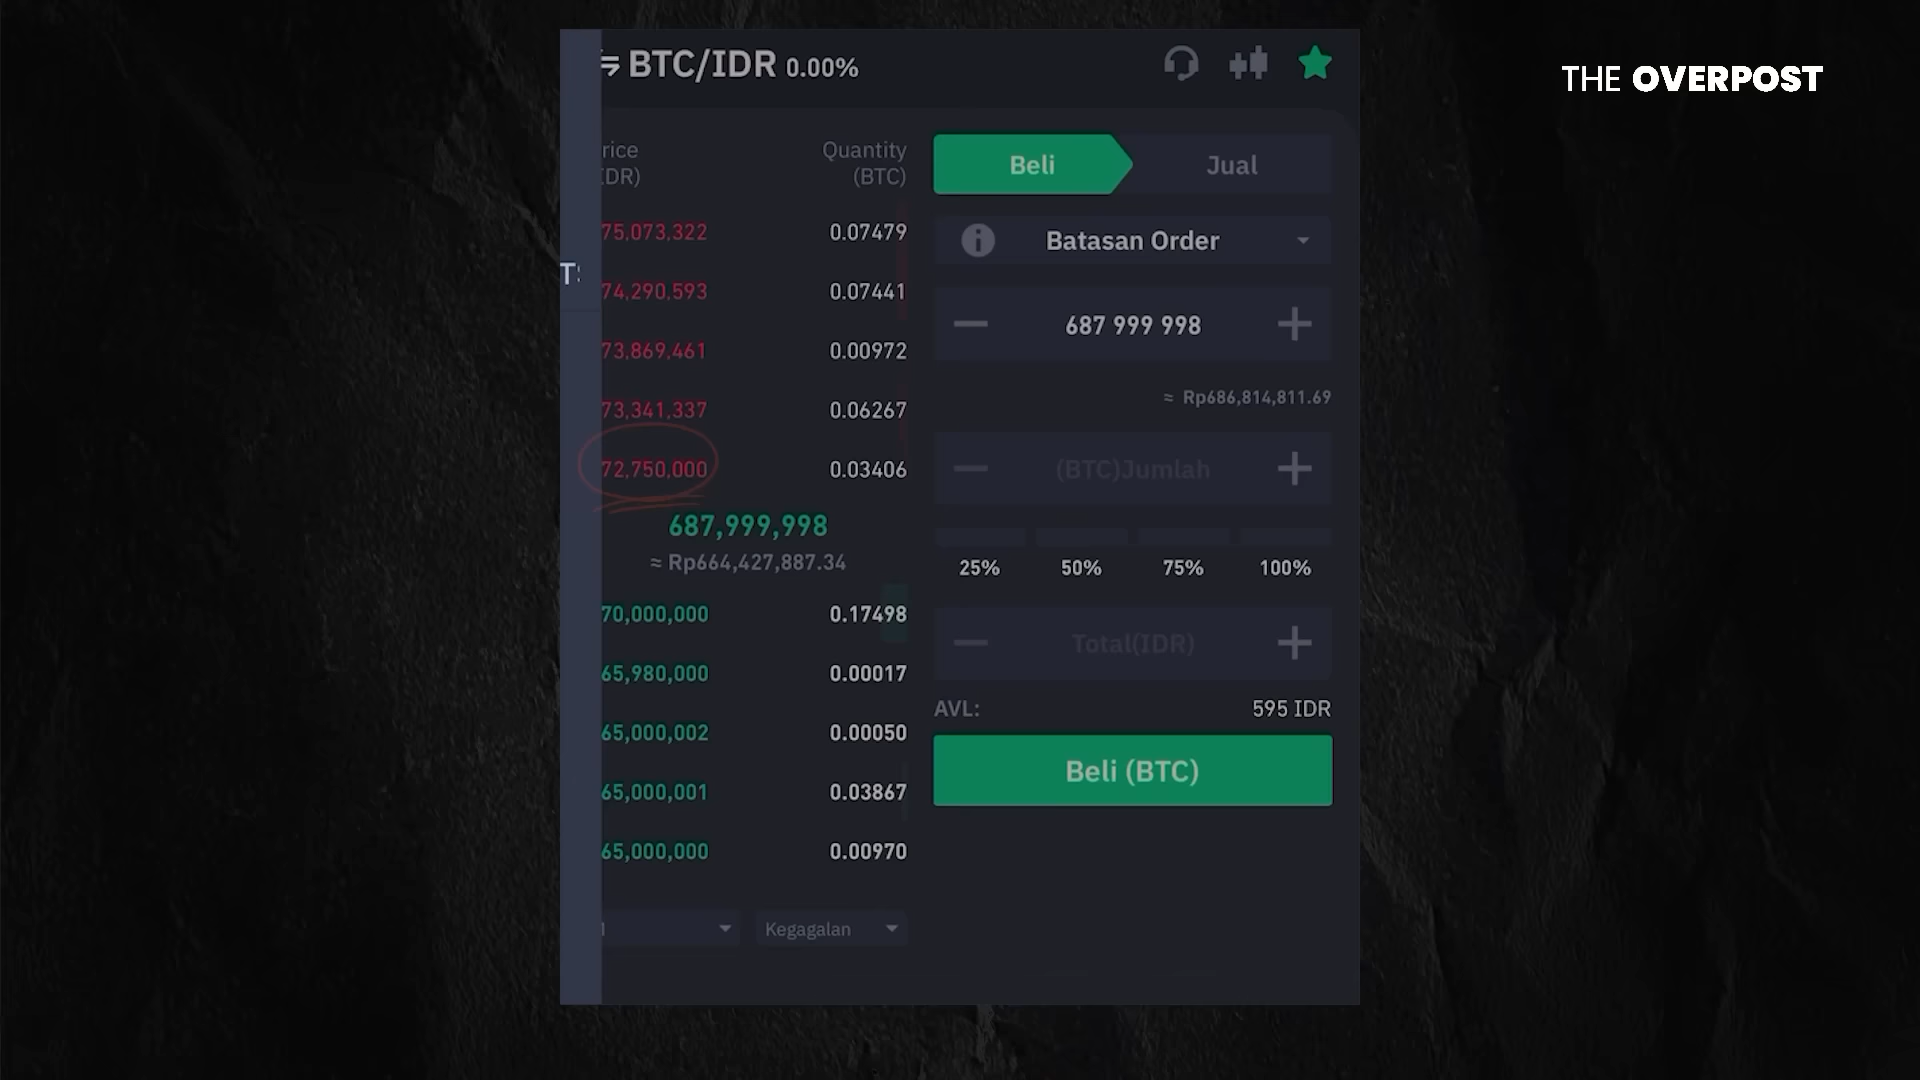 BTC/IDR 0.00%
THE OVERPOST
rice
Quantity
DR)
(BTC)
Beli
Jual
75,073,322
0.07479
Batasan Order
74,290,593
0.07441
687 999 998
73,869,461
0.00972
≈ Rp686,814,811.69
73,341,337
0.06267
72,750,000
0.03406
(BTC)Jumlah
687,999,998
≈ Rp664,427,887.34
25%
50%
75%
100%
70,000,000
0.17498
Total(IDR)
65,980,000
0.00017
AVL:
595 IDR
65,000,002
0.00050
Beli (BTC)
65,000,001
0.03867
65,000,000
0.00970
Kegagalan